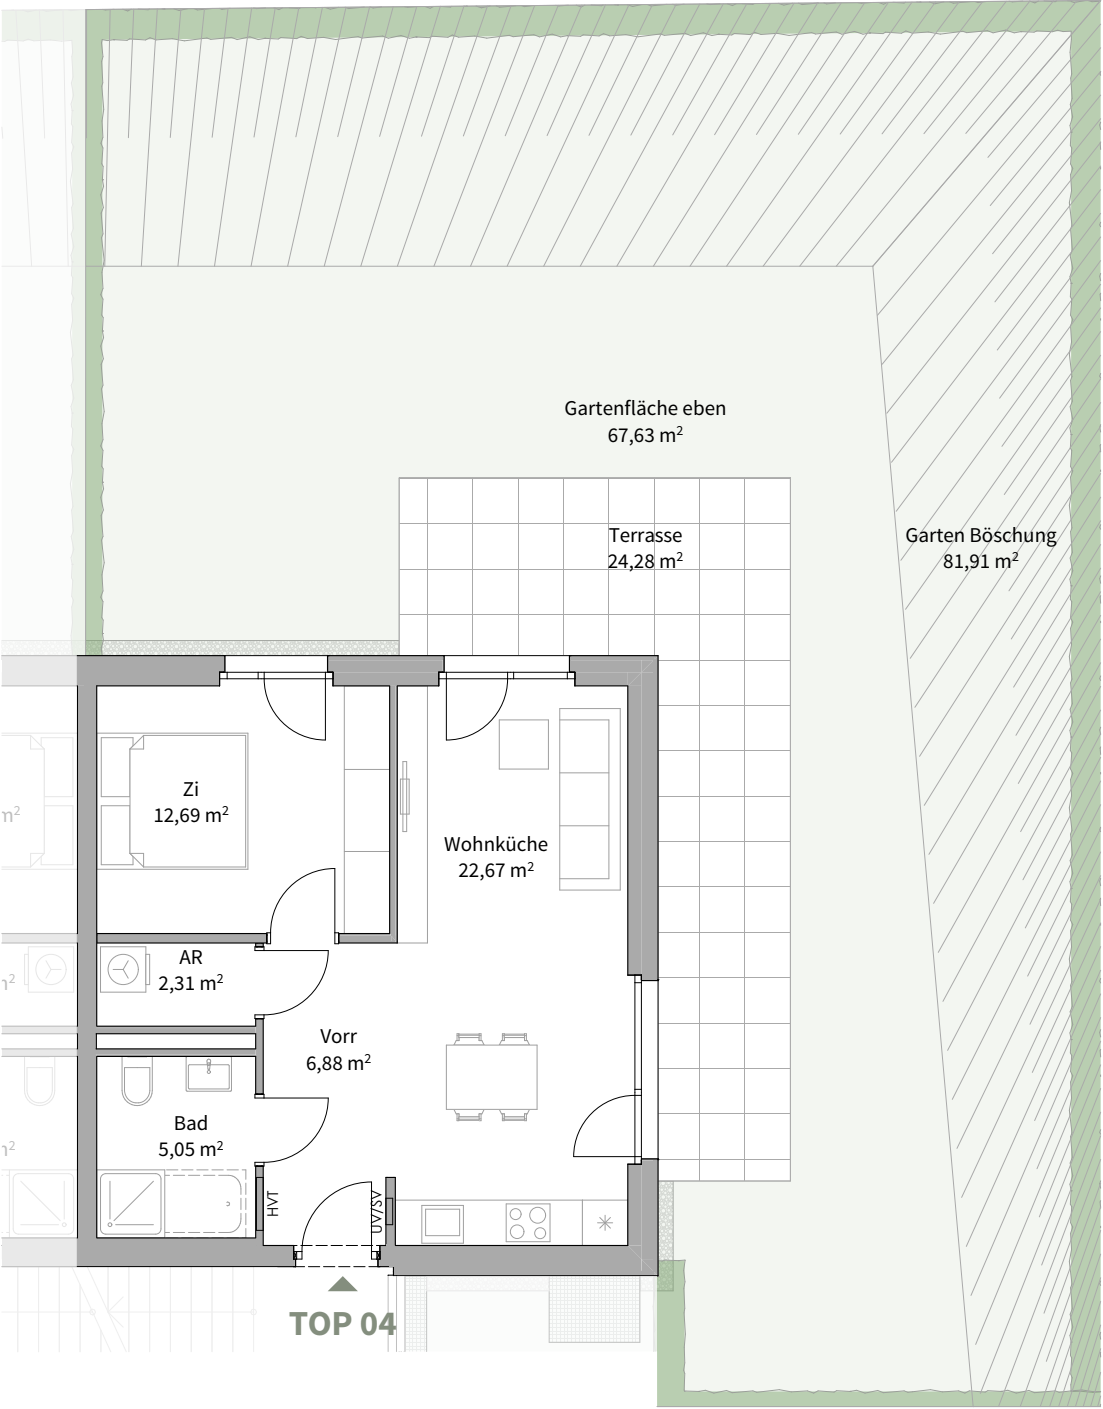 Gartenfläche eben
67,63 m²
Terrasse
24,28 m²
Garten Böschung
81,91 m²
Zi
12,69 m²
m²
Wohnküche
22,67 m²
AR
2,31 m²
Vorr
6,88 m²
Bad
5,05 m²
HVT
UV/SV
TOP 04